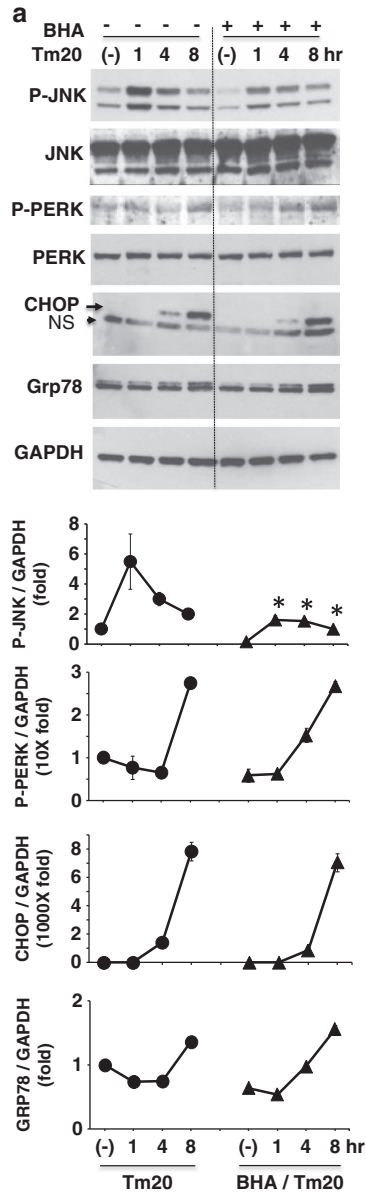 a
BHA - - - - + + + +
Tm20 (-) 1 4 8 (-) 1 4 8 hr
P-JNK
JNK
P-PERK
PERK
CHOP
NS
Grp78
GAPDH
P-JNK / GAPDH
(fold)
8
6
4
2
0
* * *
P-PERK / GAPDH
(10X fold)
3
2
1
0
CHOP / GAPDH
(1000X fold)
8
6
4
2
0
GRP78 / GAPDH
(fold)
2
1
0
(-) 1 4 8 (-) 1 4 8 hr
Tm20 BHA / Tm20